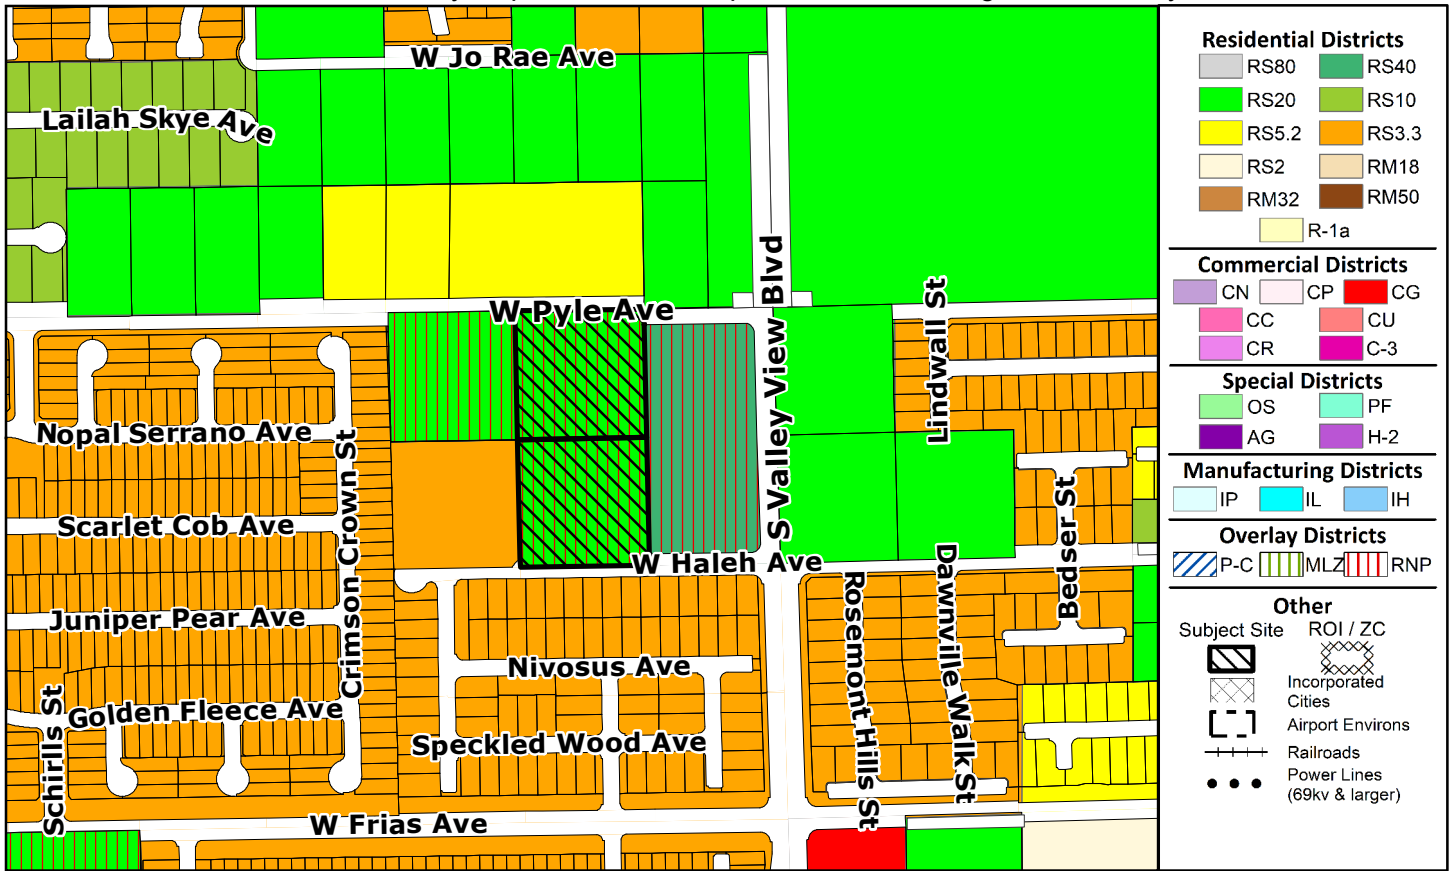 W Jo Rae Ave
Lailah Skye Ave
W Pyle Ave
S Valley View Blvd
Lindwall St
Nopal Serrano Ave
Crimson Crown St
Scarlet Cob Ave
W Haleh Ave
Bedser St
Juniper Pear Ave
Rosemont Hills St
Dawnville Walk St
Nivosus Ave
Schirlls St
Golden Fleece Ave
Speckled Wood Ave
W Frias Ave
Residential Districts
RS80 RS40
RS20 RS10
RS5.2 RS3.3
RS2 RM18
RM32 RM50
R-1a
Commercial Districts
CN CP CG
CC CU
CR C-3
Special Districts
OS PF
AG H-2
Manufacturing Districts
IP IL IH
Overlay Districts
P-C MLZ RNP
Other
Subject Site ROI / ZC
Incorporated
Cities
Airport Environs
Railroads
Power Lines
(69kv & larger)